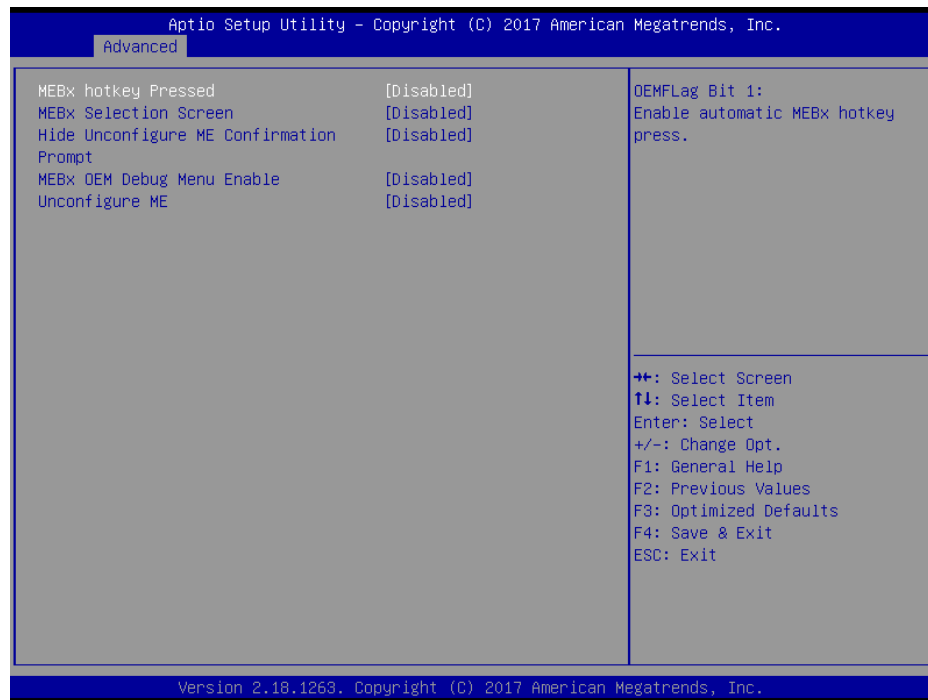 Aptio Setup Utility – Copyright (C) 2017 American Megatrends, Inc.
Advanced
MEBx hotkey Pressed [Disabled]
MEBx Selection Screen [Disabled]
Hide Unconfigure ME Confirmation [Disabled]
Prompt
MEBx OEM Debug Menu Enable [Disabled]
Unconfigure ME [Disabled]
OEMFLag Bit 1:
Enable automatic MEBx hotkey
press.
→←: Select Screen
↑↓: Select Item
Enter: Select
+/-: Change Opt.
F1: General Help
F2: Previous Values
F3: Optimized Defaults
F4: Save & Exit
ESC: Exit
Version 2.18.1263. Copyright (C) 2017 American Megatrends, Inc.